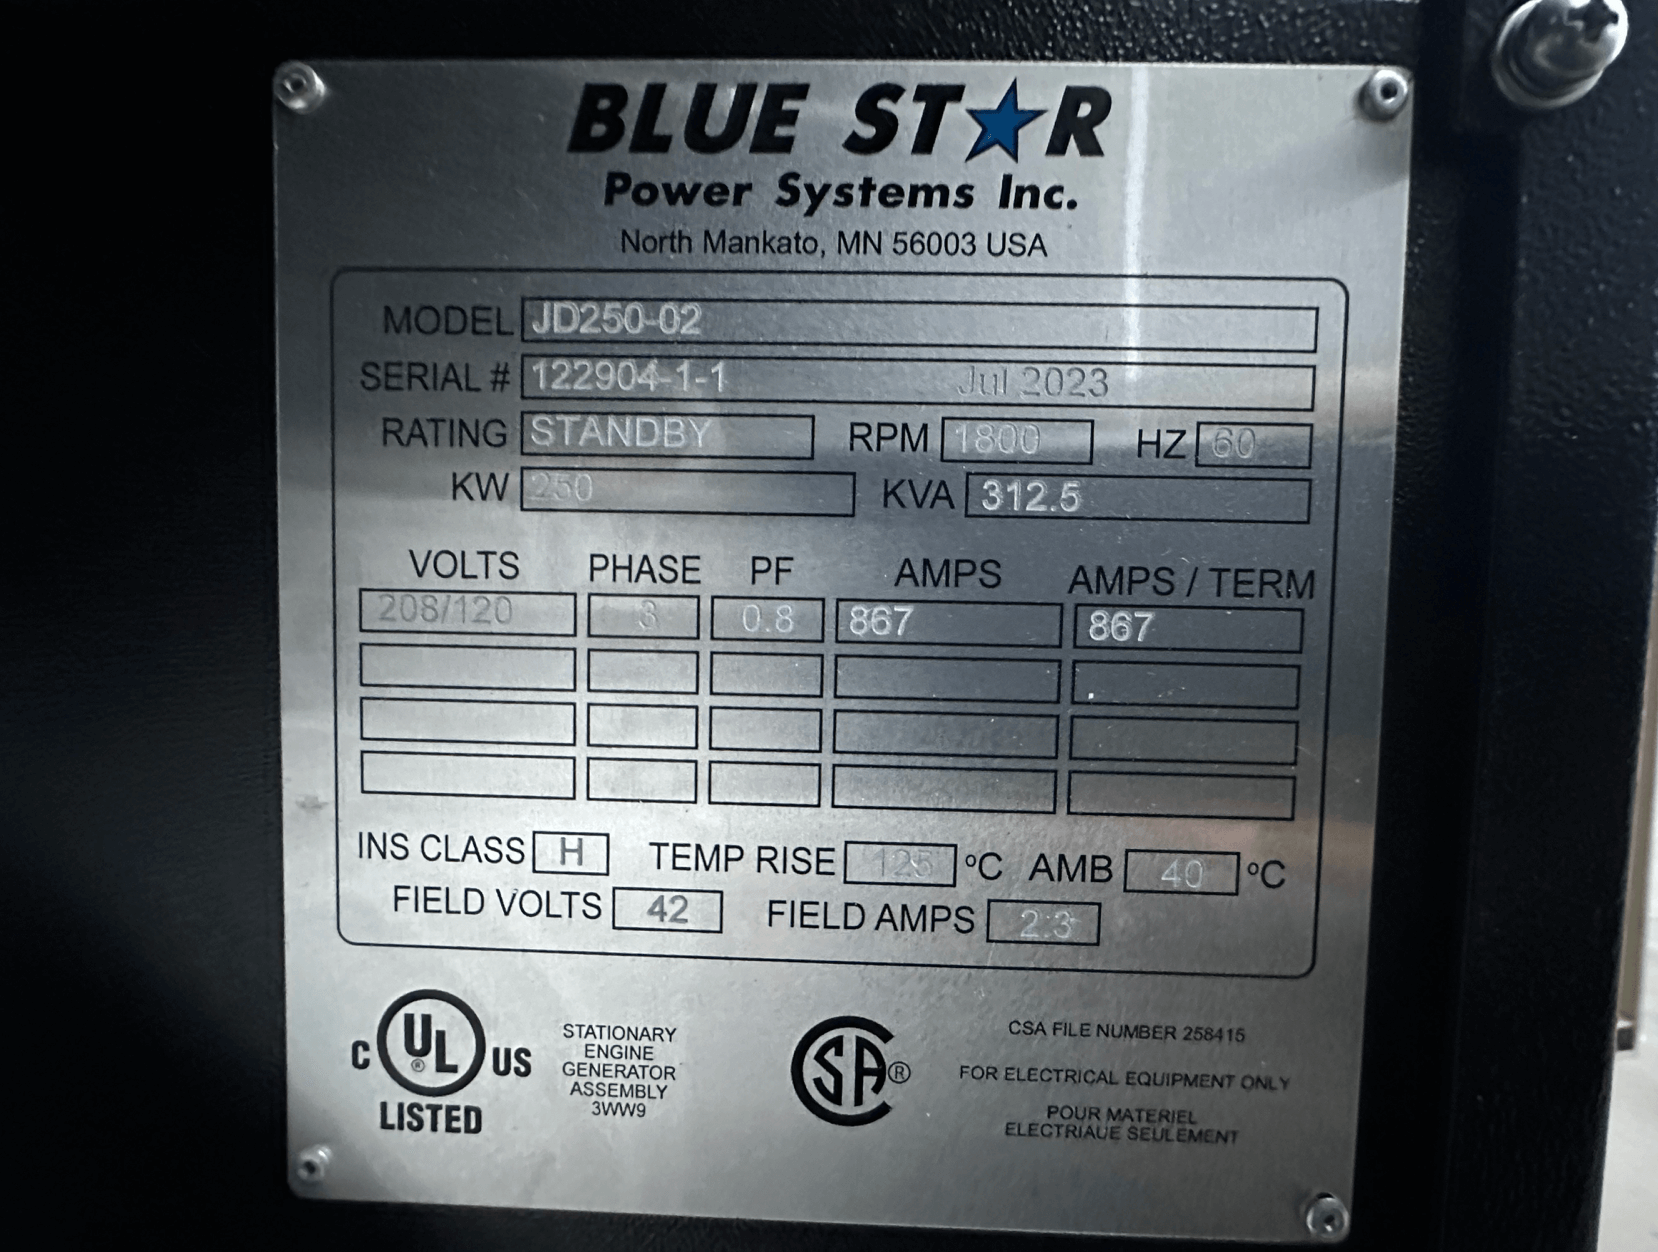 BLUE STAR
Power Systems Inc.
North Mankato, MN 56003 USA
MODEL JD250-02
SERIAL # 122904-1-1 Jul 2023
RATING STANDBY RPM 1800 HZ 60
KW 250 KVA 312.5
VOLTS PHASE PF AMPS AMPS / TERM
208/120 3 0.8 867 867
INS CLASS H TEMP RISE 125 °C AMB 40 °C
FIELD VOLTS 42 FIELD AMPS 2.3
C UL ® US
LISTED
STATIONARY
ENGINE
GENERATOR
ASSEMBLY
3WW9
CSA ®
CSA FILE NUMBER 258415
FOR ELECTRICAL EQUIPMENT ONLY
POUR MATERIEL
ELECTRIAUE SEULEMENT